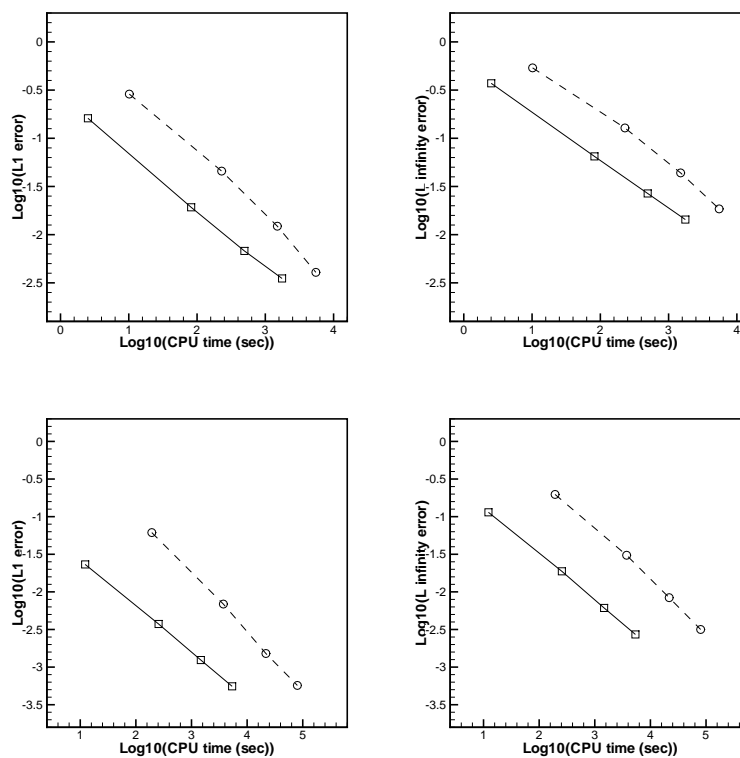 Log10(L1 error)
0
-0.5
-1
-1.5
-2
-2.5
0 1 2 3 4
Log10(CPU time (sec))
Log10(L infinity error)
0
-0.5
-1
-1.5
-2
-2.5
0 1 2 3 4
Log10(CPU time (sec))
Log10(L1 error)
0
-0.5
-1
-1.5
-2
-2.5
-3
-3.5
1 2 3 4 5
Log10(CPU time (sec))
Log10(L infinity error)
0
-0.5
-1
-1.5
-2
-2.5
-3
-3.5
1 2 3 4 5
Log10(CPU time (sec))